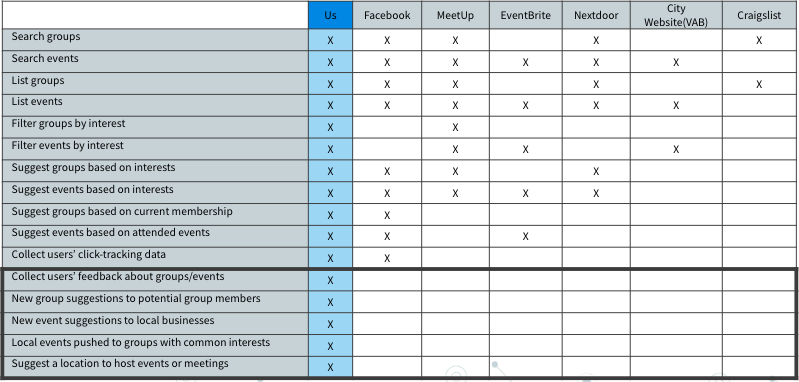 Us Facebook MeetUp EventBrite Nextdoor City Website(VAB) Craigslist
Search groups X X X X X
Search events X X X X X X
List groups X X X X X
List events X X X X X X
Filter groups by interest X X
Filter events by interest X X X X
Suggest groups based on interests X X X X
Suggest events based on interests X X X X X
Suggest groups based on current membership X X
Suggest events based on attended events X X X
Collect users' click-tracking data X X
Collect users' feedback about groups/events X
New group suggestions to potential group members X
New event suggestions to local businesses X
Local events pushed to groups with common interests X
Suggest a location to host events or meetings X